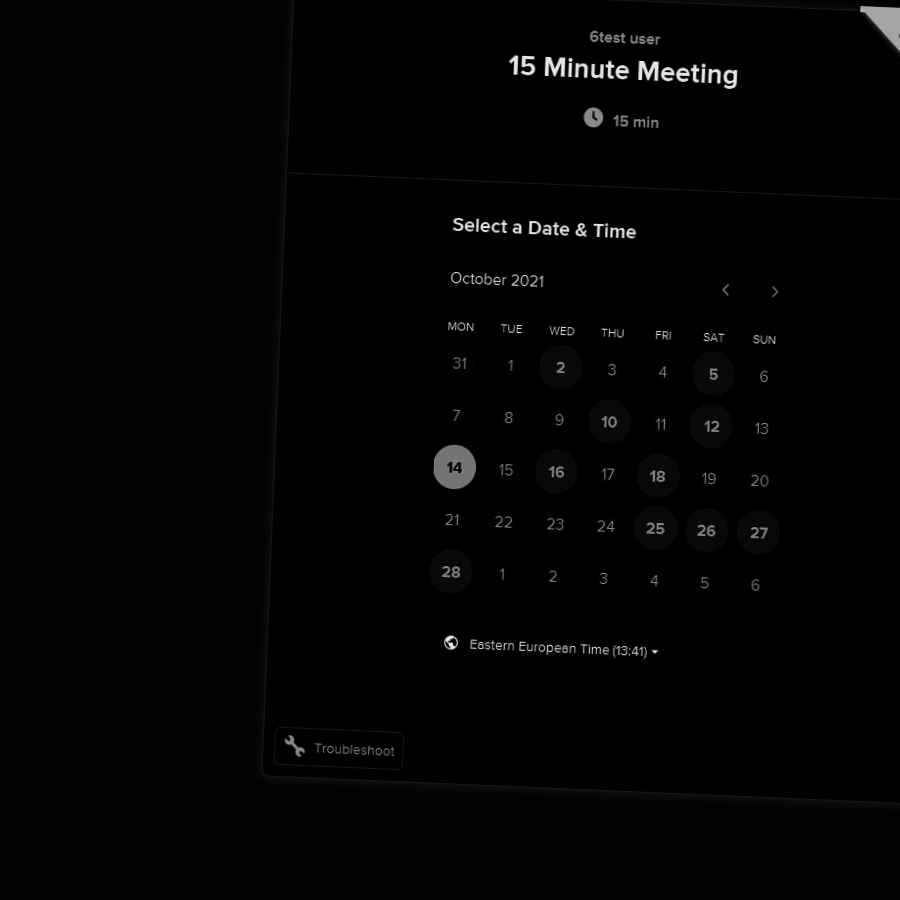 6test user
15 Minute Meeting
15 min
Select a Date & Time
October 2021
MON TUE WED THU FRI SAT SUN
31 1 2 3 4 5 6
7 8 9 10 11 12 13
14 15 16 17 18 19 20
21 22 23 24 25 26 27
28 1 2 3 4 5 6
Eastern European Time (13:41)
Troubleshoot